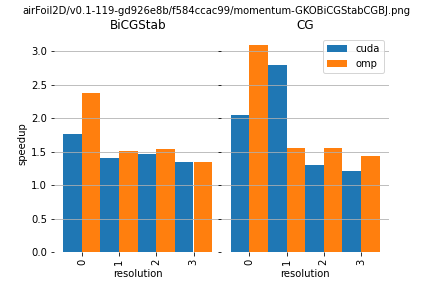 airFoil2D/v0.1-119-gd926e8b/f584ccac99/momentum-GKOBiCGStabCGBJ.png
BiCGStab
CG
cuda
omp
speedup
3.0
2.5
2.0
1.5
1.0
0.5
0.0
0 1 2 3
0 1 2 3
resolution
resolution